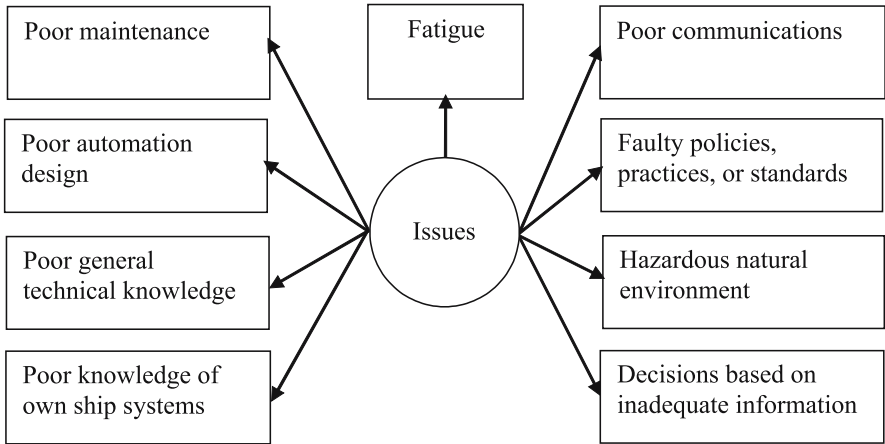 Poor maintenance
Fatigue
Poor communications
Poor automation
design
Faulty policies,
practices, or standards
Issues
Poor general
technical knowledge
Hazardous natural
environment
Poor knowledge of
own ship systems
Decisions based on
inadequate information